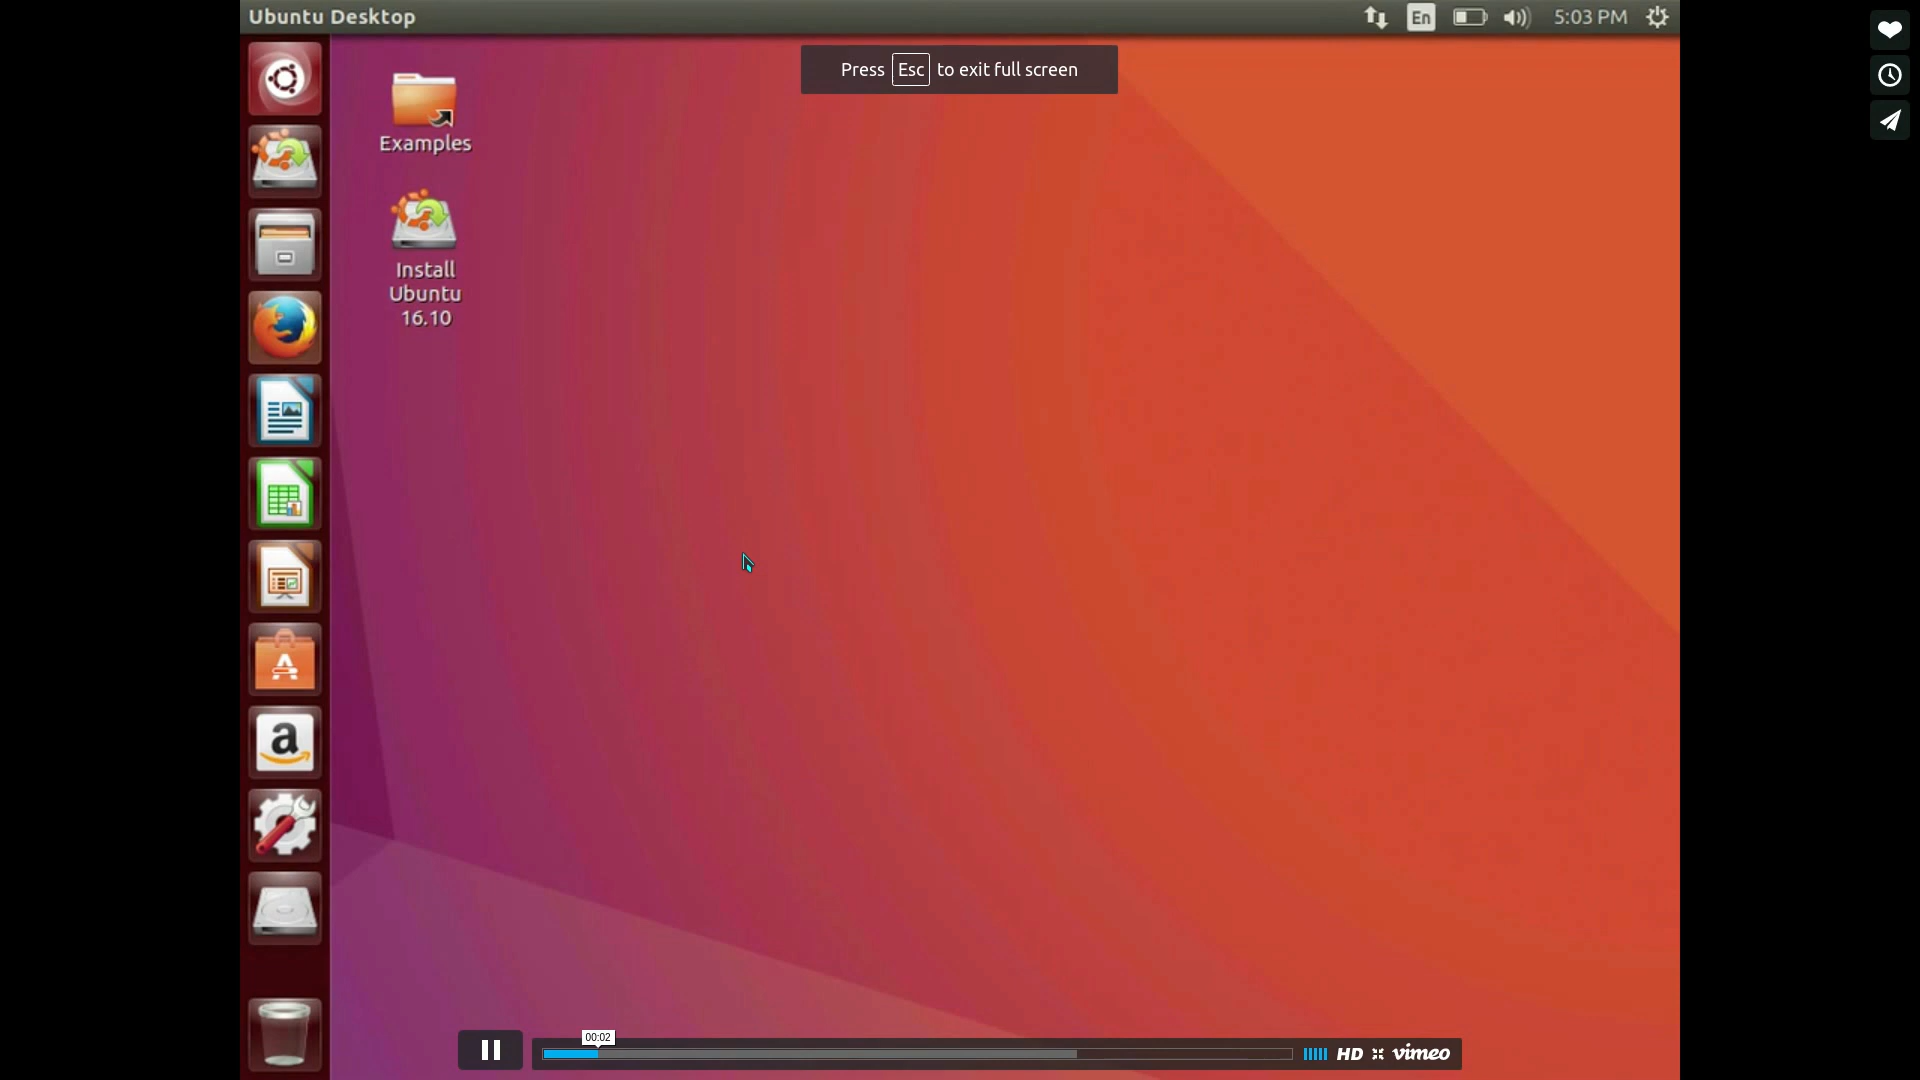 Ubuntu Desktop
En
5:03 PM
Press Esc to exit full screen
Examples
Install
Ubuntu
16.10
A
a
00:02
HD vimeo